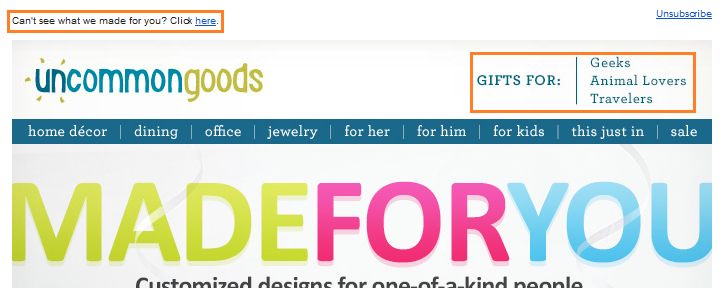 Can't see what we made for you? Click here.
Unsubscribe
uncommongoods
GIFTS FOR:
Geeks
Animal Lovers
Travelers
home décor | dining | office | jewelry | for her | for him | for kids | this just in | sale
MADEFORYOU
Customized designs for one-of-a-kind people